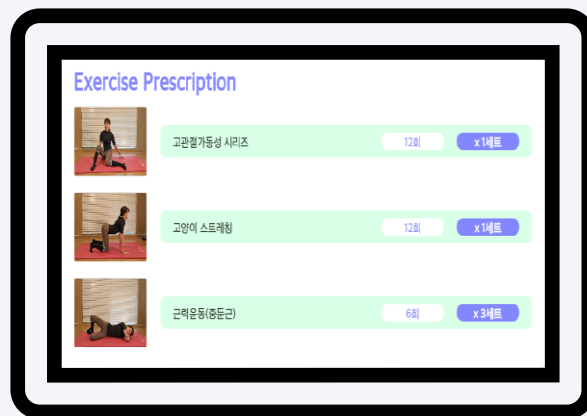 Exercise Prescription
고관절가동성 시리즈 12회 x 1세트
고양이 스트레칭 12회 x 1세트
근력운동(중둔근) 6회 x 3세트